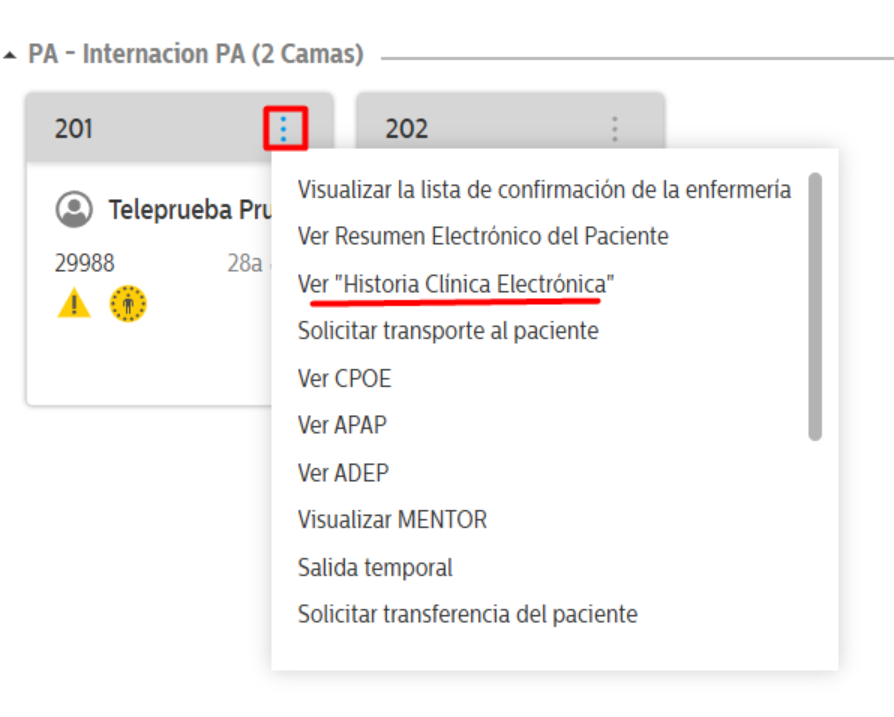 PA - Internacion PA (2 Camas)
201
202
Teleprueba
29988
28a
Visualizar la lista de confirmación de la enfermería
Ver Resumen Electrónico del Paciente
Ver "Historia Clínica Electrónica"
Solicitar transporte al paciente
Ver CPOE
Ver APAP
Ver ADEP
Visualizar MENTOR
Salida temporal
Solicitar transferencia del paciente